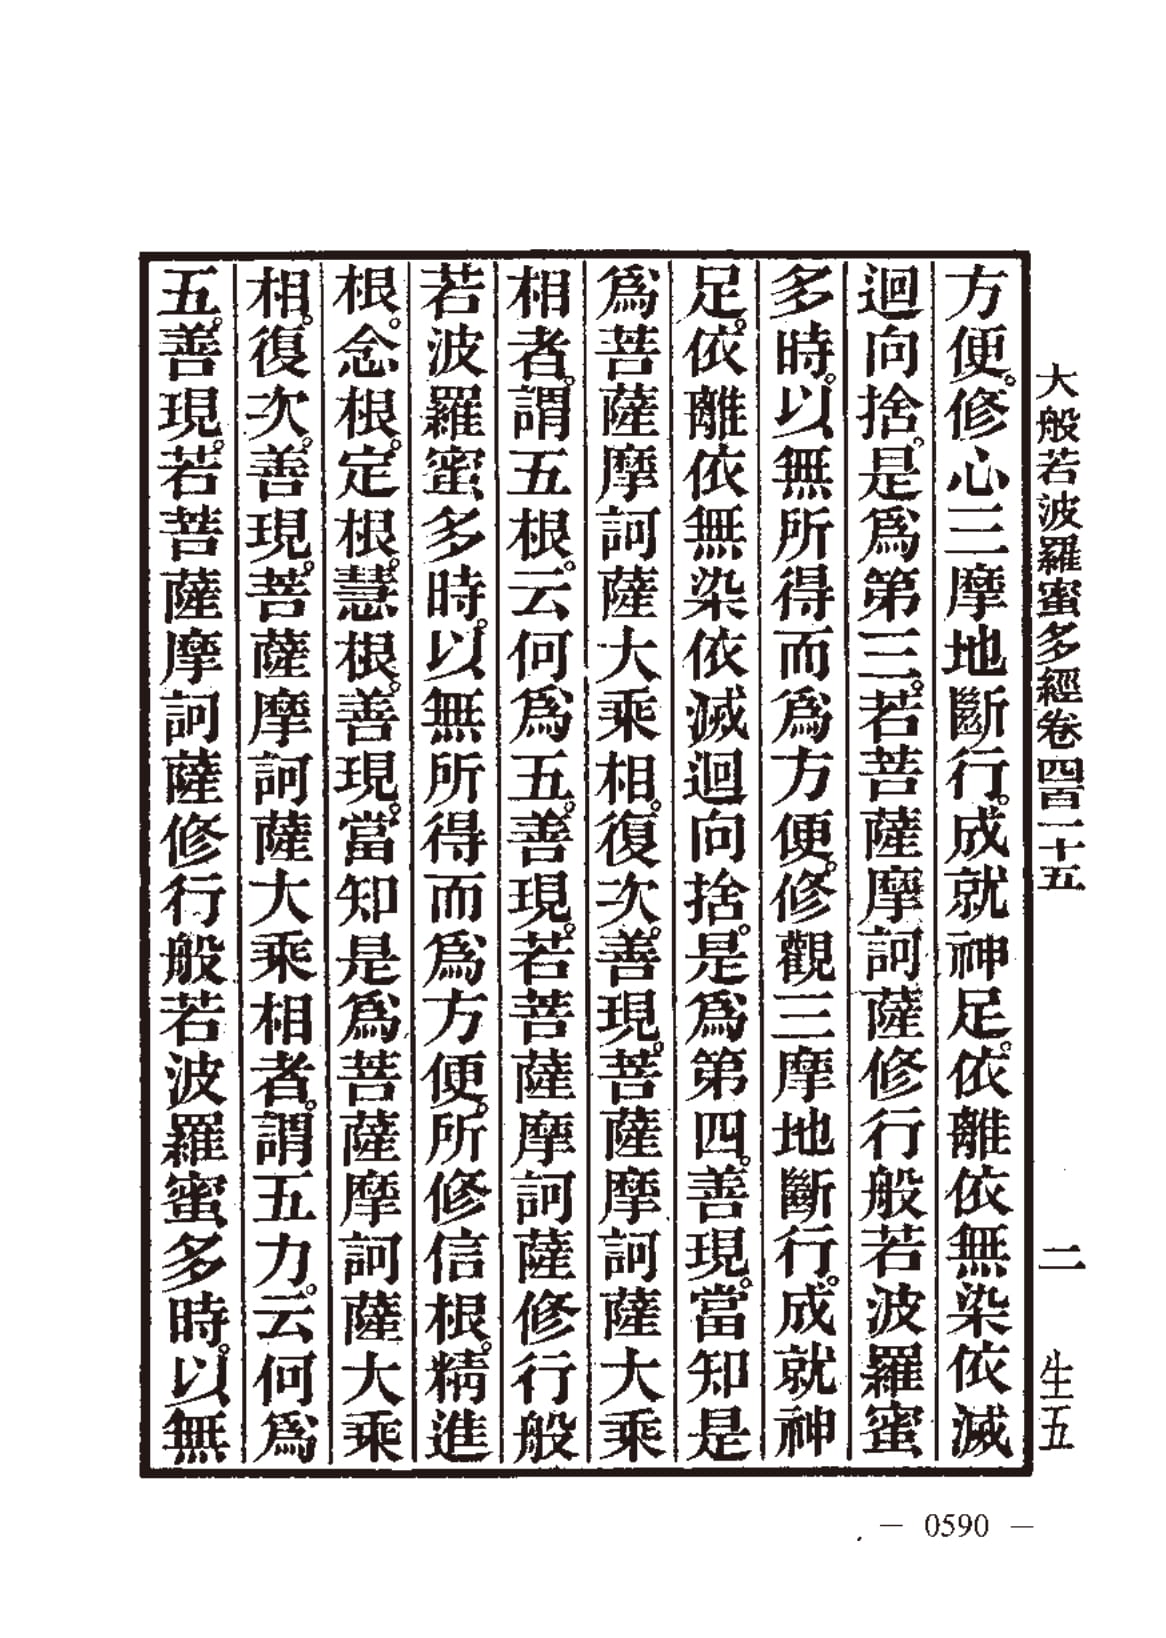 大般若波羅蜜多經卷四百一十五 二 生五
方便。修心三摩地斷行。成就神足。依離依無染依滅
迴向捨。是爲第三。若菩薩摩訶薩修行般若波羅蜜
多時。以無所得而爲方便。修觀三摩地斷行。成就神
足。依離依無染依滅迴向捨。是爲第四。善現。當知是
爲菩薩摩訶薩大乘相。復次。善現。菩薩摩訶薩大乘
相者。謂五根。云何爲五。善現。若菩薩摩訶薩修行般
若波羅蜜多時。以無所得而爲方便。所修信根。精進
根。念根。定根。慧根。善現。當知是爲菩薩摩訶薩大乘
相。復次。善現。菩薩摩訶薩大乘相者。謂五力。云何爲
五。善現。若菩薩摩訶薩修行般若波羅蜜多時。以無
— 0590 —